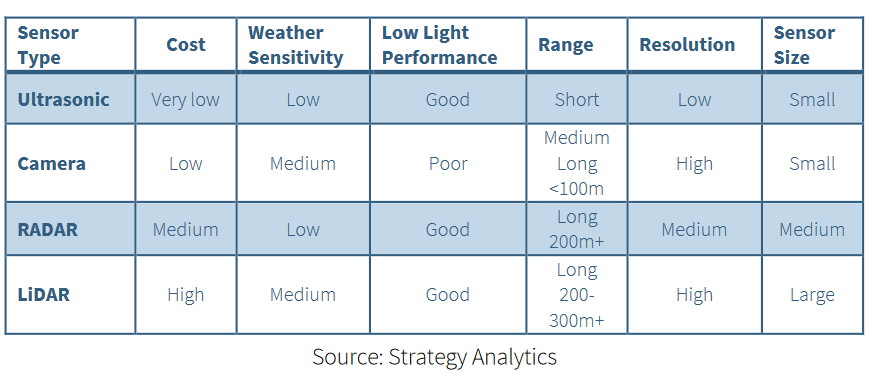 Sensor Type Cost Weather Sensitivity Low Light Performance Range Resolution Sensor Size
Ultrasonic Very low Low Good Short Low Small
Camera Low Medium Poor Medium Long <100m High Small
RADAR Medium Low Good Long 200m+ Medium Medium
LiDAR High Medium Good Long 200-300m+ High Large
Source: Strategy Analytics